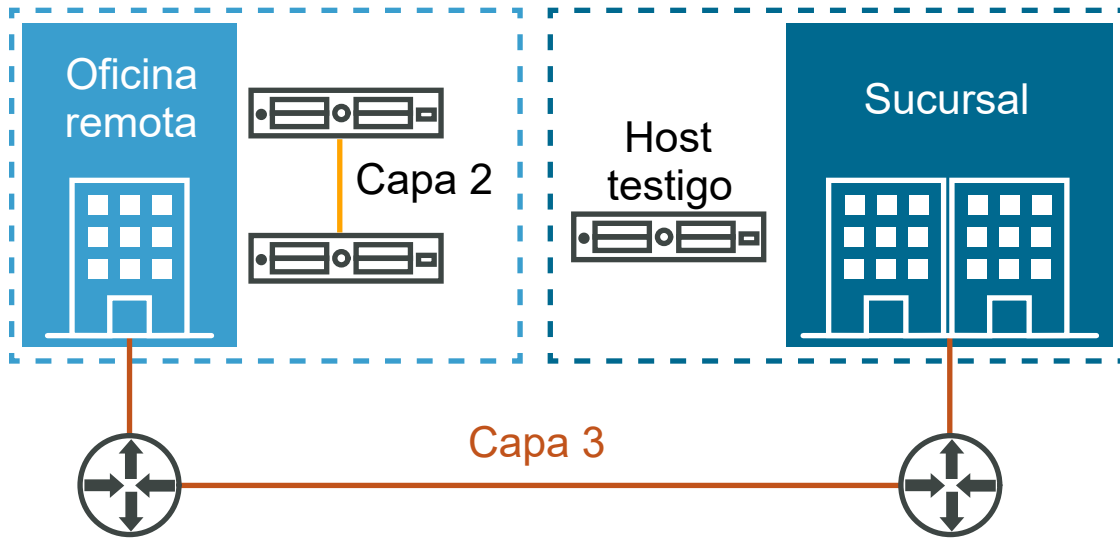 Oficina
remota
Capa 2
Host
testigo
Sucursal
Capa 3